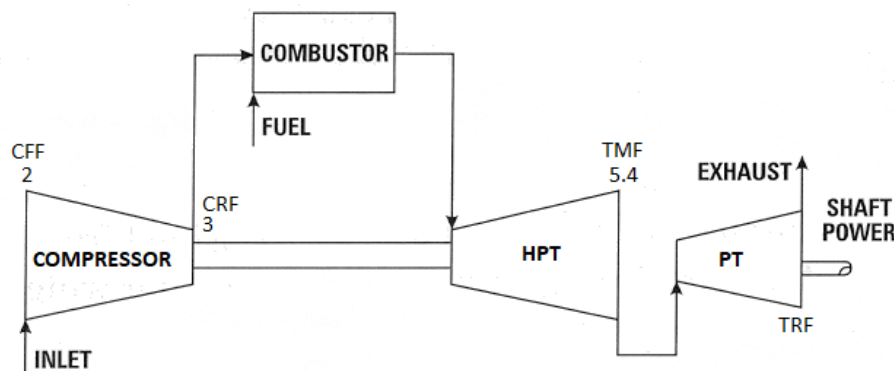 COMBUSTOR
FUEL
CFF
2
CRF
3
COMPRESSOR
INLET
TMF
5.4
HPT
EXHAUST
SHAFT
POWER
PT
TRF